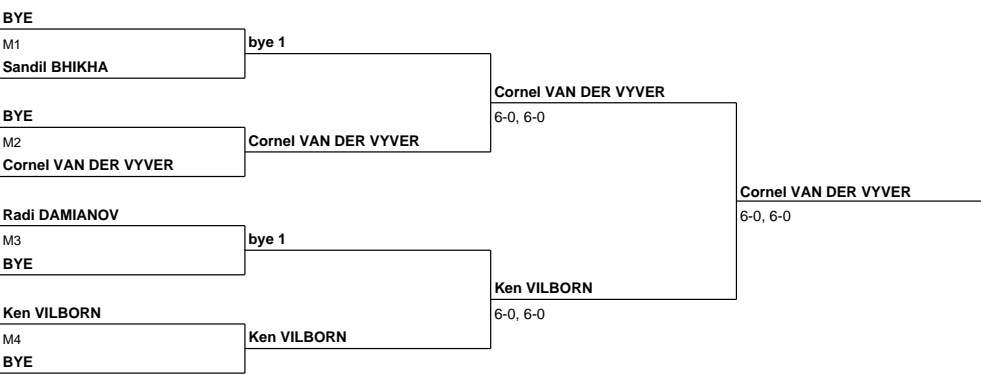 BYE
M1
Sandil BHIKHA
BYE
M2
Cornel VAN DER VYVER
Radi DAMIANOV
M3
BYE
Ken VILBORN
M4
BYE
bye 1
Cornel VAN DER VYVER
bye 1
Ken VILBORN
Cornel VAN DER VYVER
6-0, 6-0
Ken VILBORN
6-0, 6-0
Cornel VAN DER VYVER
6-0, 6-0